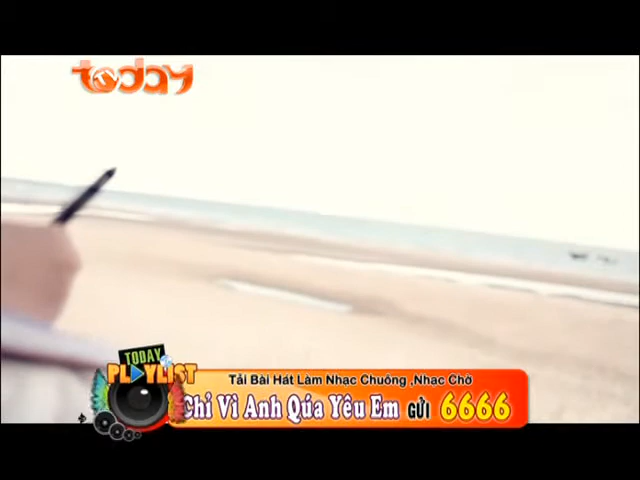 today
TV
TODAY
PLAYLIST
Tải Bài Hát Làm Nhạc Chuông ,Nhạc Chờ
Chỉ Vì Anh Qúa Yêu Em GỬI 6666